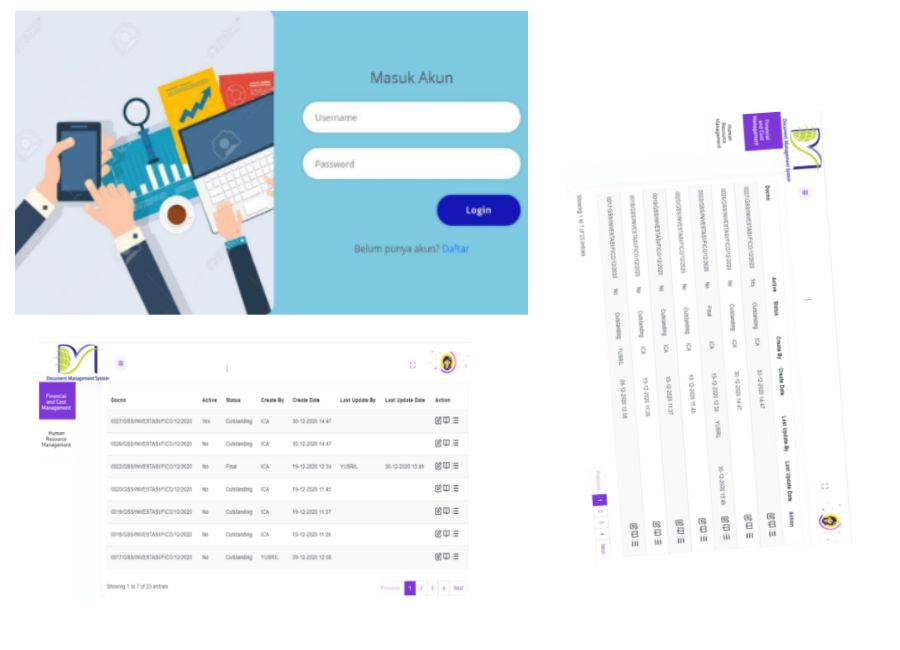 Masuk Akun
Username
Password
Login
Belum punya akun? Daftar
Document Management System
Financial and Cost Management
Human Resource Management
Docno Active Status Create By Create Date Last Update By Last Update Date Action
0027/GSS/INVESTASI/FICO/12/2020 Yes Outstanding ICA 30-12-2020 14:47
0026/GSS/INVESTASI/FICO/12/2020 No Outstanding ICA 30-12-2020 14:47
0022/GSS/INVESTASI/FICO/12/2020 No Final ICA 19-12-2020 12:34 YUSRIL 30-12-2020 13:49
0020/GSS/INVESTASI/FICO/12/2020 No Outstanding ICA 19-12-2020 11:45
0019/GSS/INVESTASI/FICO/12/2020 No Outstanding ICA 19-12-2020 11:37
0018/GSS/INVESTASI/FICO/12/2020 No Outstanding ICA 19-12-2020 11:26
0017/GSS/INVESTASI/FICO/12/2020 No Outstanding YUSRIL 09-12-2020 12:08
Showing 1 to 7 of 23 entries
Previous 1 2 3 4 Next
Document Management System
Financial and Cost Management
Human Resource Management
Docno Active Status Create By Create Date Last Update By Last Update Date Action
0027/GSS/INVESTASI/FICO/12/2020 Yes Outstanding ICA 30-12-2020 14:47
0026/GSS/INVESTASI/FICO/12/2020 No Outstanding ICA 30-12-2020 14:47
0022/GSS/INVESTASI/FICO/12/2020 No Final ICA 19-12-2020 12:34 YUSRIL 30-12-2020 13:49
0020/GSS/INVESTASI/FICO/12/2020 No Outstanding ICA 19-12-2020 11:45
0019/GSS/INVESTASI/FICO/12/2020 No Outstanding ICA 19-12-2020 11:37
0018/GSS/INVESTASI/FICO/12/2020 No Outstanding ICA 19-12-2020 11:26
0017/GSS/INVESTASI/FICO/12/2020 No Outstanding YUSRIL 09-12-2020 12:08
Showing 1 to 7 of 23 entries
Previous 1 2 3 4 Next